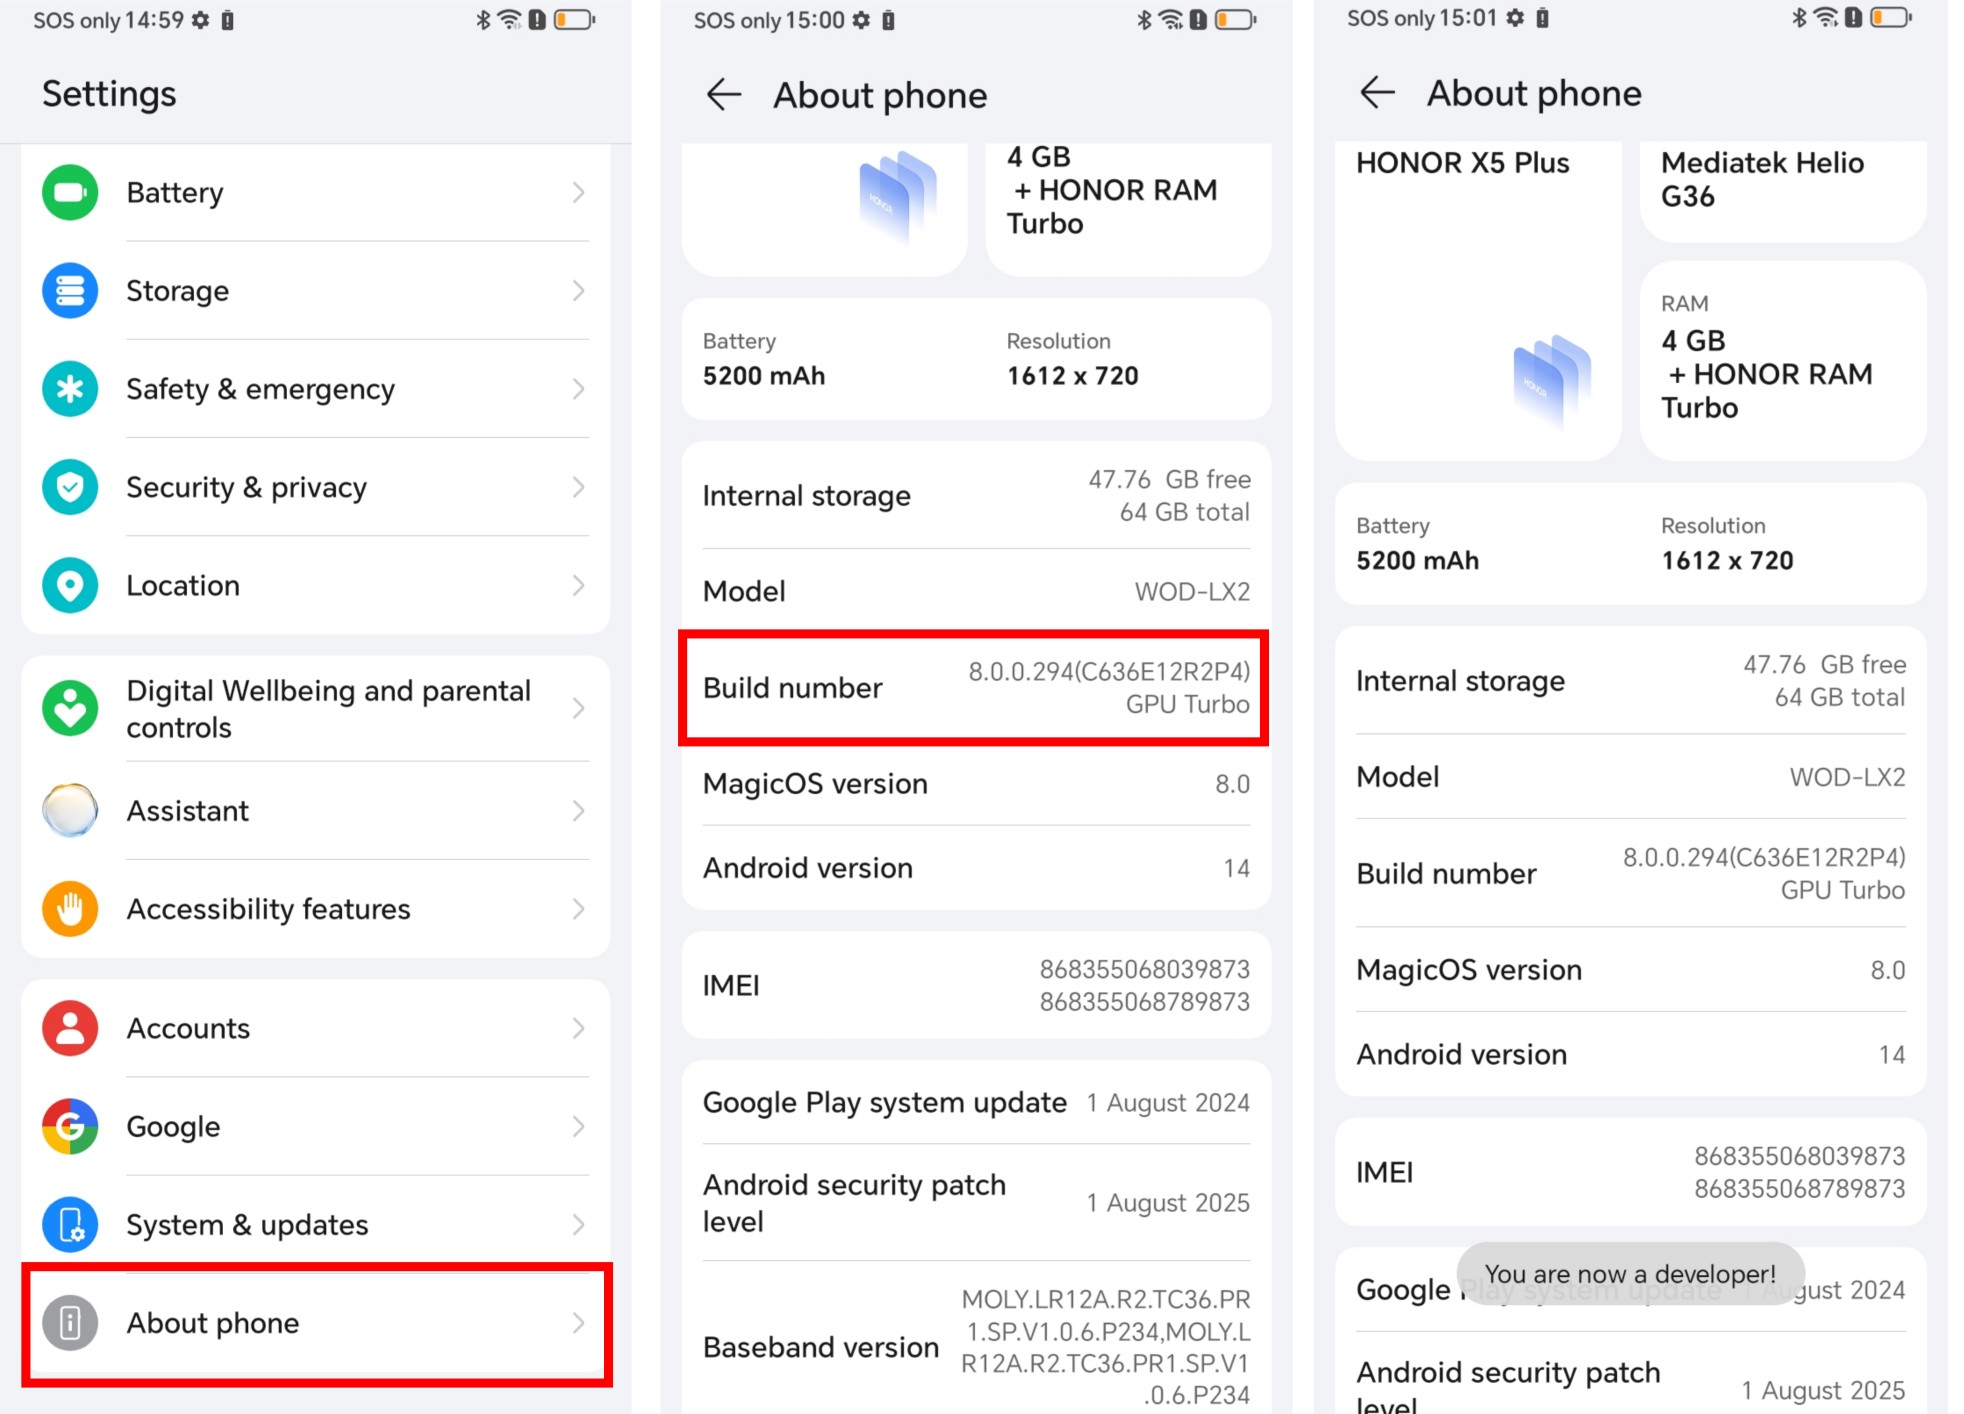 SOS only 14:59
Settings
Battery
Storage
Safety & emergency
Security & privacy
Location
Digital Wellbeing and parental
controls
Assistant
Accessibility features
Accounts
Google
System & updates
About phone
SOS only 15:00
About phone
HONOR
4 GB
+ HONOR RAM
Turbo
Battery
5200 mAh
Resolution
1612 x 720
Internal storage
47.76 GB free
64 GB total
Model
WOD-LX2
Build number
8.0.0.294(C636E12R2P4)
GPU Turbo
MagicOS version
8.0
Android version
14
IMEI
868355068039873
868355068789873
Google Play system update
1 August 2024
Android security patch
level
1 August 2025
Baseband version
MOLY.LR12A.R2.TC36.PR
1.SP.V1.0.6.P234,MOLY.L
R12A.R2.TC36.PR1.SP.V1
.0.6.P234
SOS only 15:01
About phone
HONOR X5 Plus
HONOR
Mediatek Helio
G36
RAM
4 GB
+ HONOR RAM
Turbo
Battery
5200 mAh
Resolution
1612 x 720
Internal storage
47.76 GB free
64 GB total
Model
WOD-LX2
Build number
8.0.0.294(C636E12R2P4)
GPU Turbo
MagicOS version
8.0
Android version
14
IMEI
868355068039873
868355068789873
You are now a developer!
Google Play system update
1 August 2024
Android security patch
level
1 August 2025